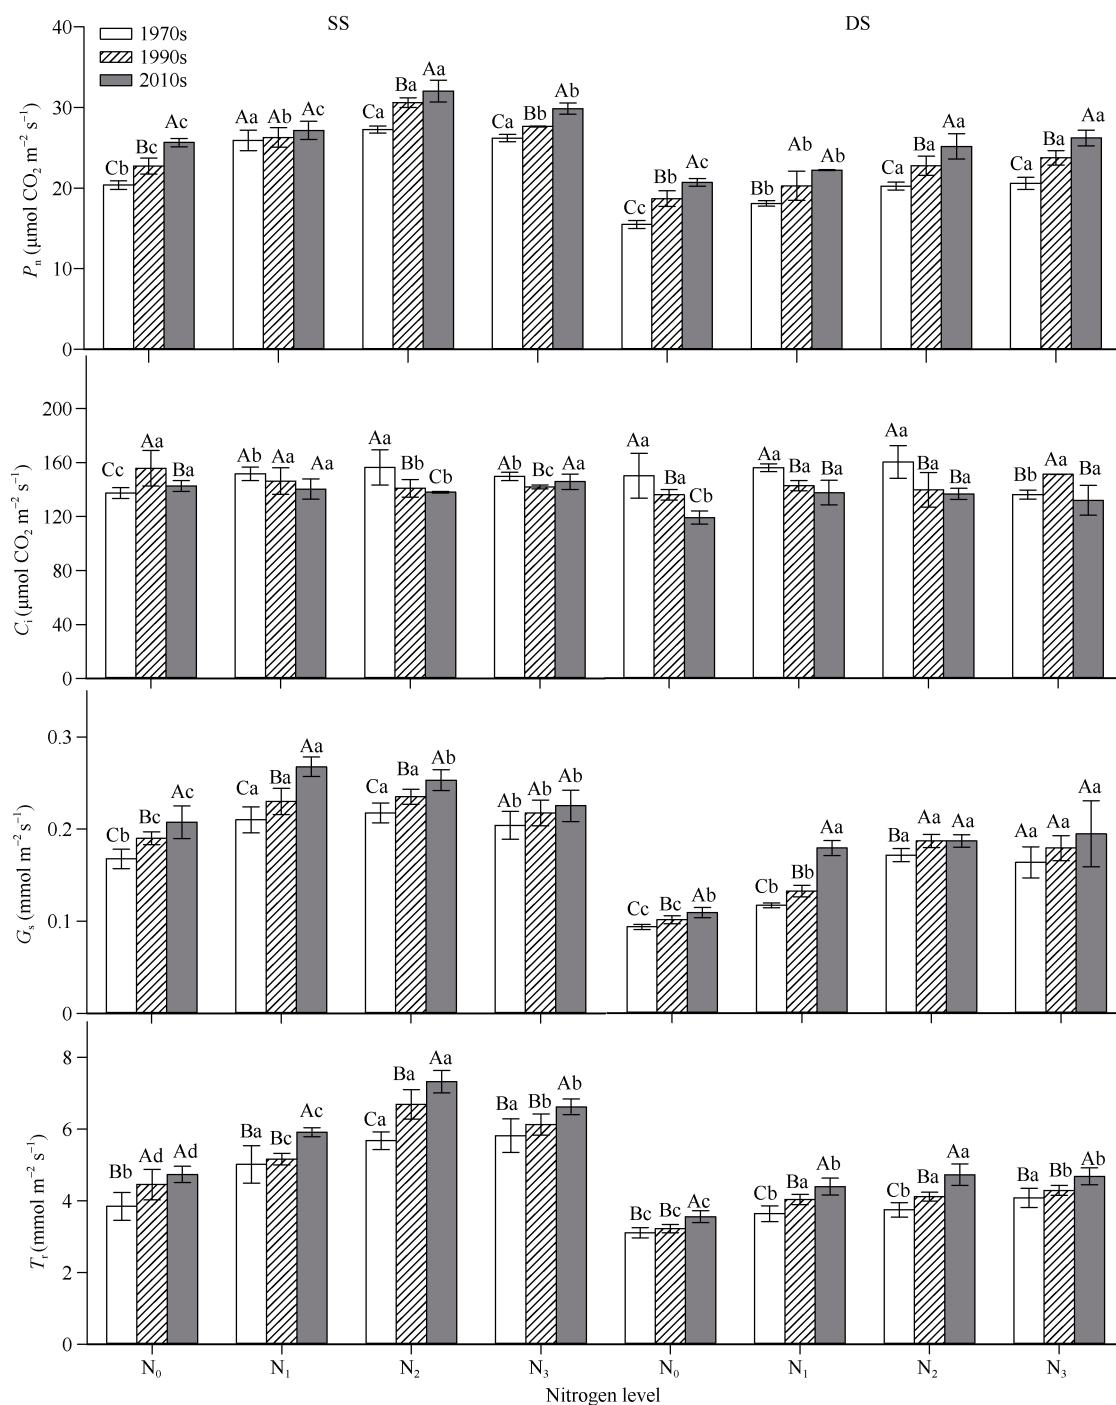 SS DS
1970s
1990s
2010s
40
30
20
10
0
Pn (μmol CO2 m−2 s−1)
Cb Bc Ac Aa Ab Ac Ca Ba Aa Ca Bb Ab Cc Bb Ac Bb Ab Ab Ca Ba Aa Ca Ba Aa
200
160
120
80
40
0
Ci (μmol CO2 m−2 s−1)
Cc Aa Ba Ab Aa Aa Aa Bb Cb Ab Bc Aa Aa Ba Cb Aa Ba Ba Aa Ba Ba Bb Aa Ba
0.3
0.2
0.1
0
Gs (mmol m−2 s−1)
Cb Bc Ac Ca Ba Aa Ca Ba Ab Ab Ab Ab Cc Bc Ab Cb Bb Aa Ba Aa Aa Aa Aa Aa
8
6
4
2
0
Tr (mmol m−2 s−1)
Bb Ad Ad Ba Bc Ac Ca Ba Aa Ba Bb Ab Bc Bc Ac Cb Ba Ab Cb Ba Aa Ba Bb Ab
N0 N1 N2 N3 N0 N1 N2 N3
Nitrogen level